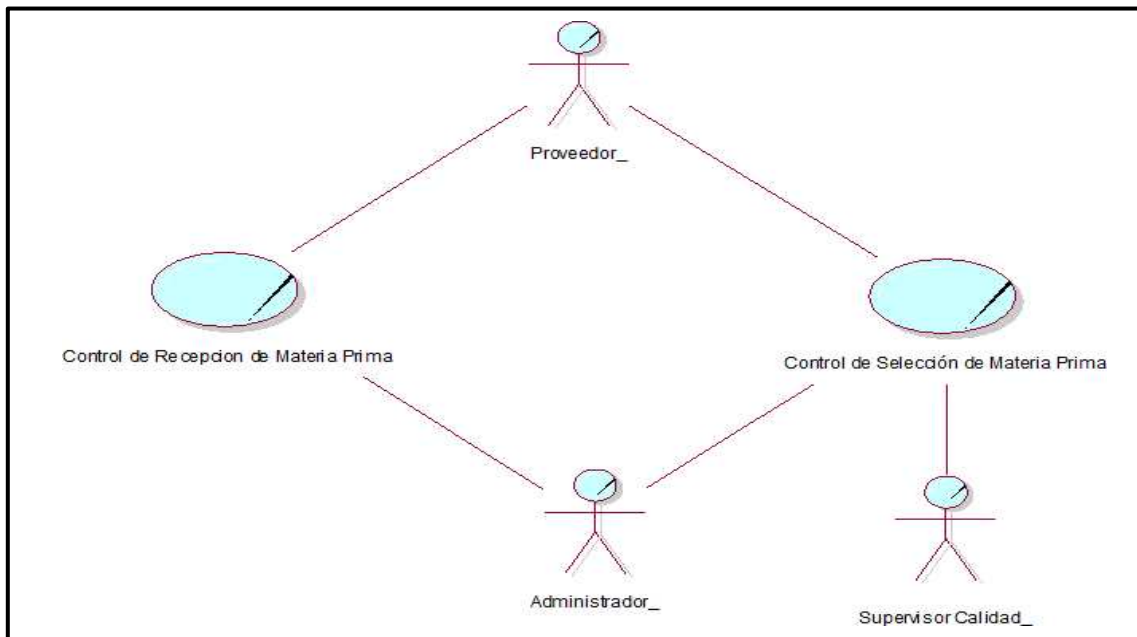 Proveedor_
Control de Recepcion de Materia Prima
Control de Selección de Materia Prima
Administrador_
Supervisor Calidad_